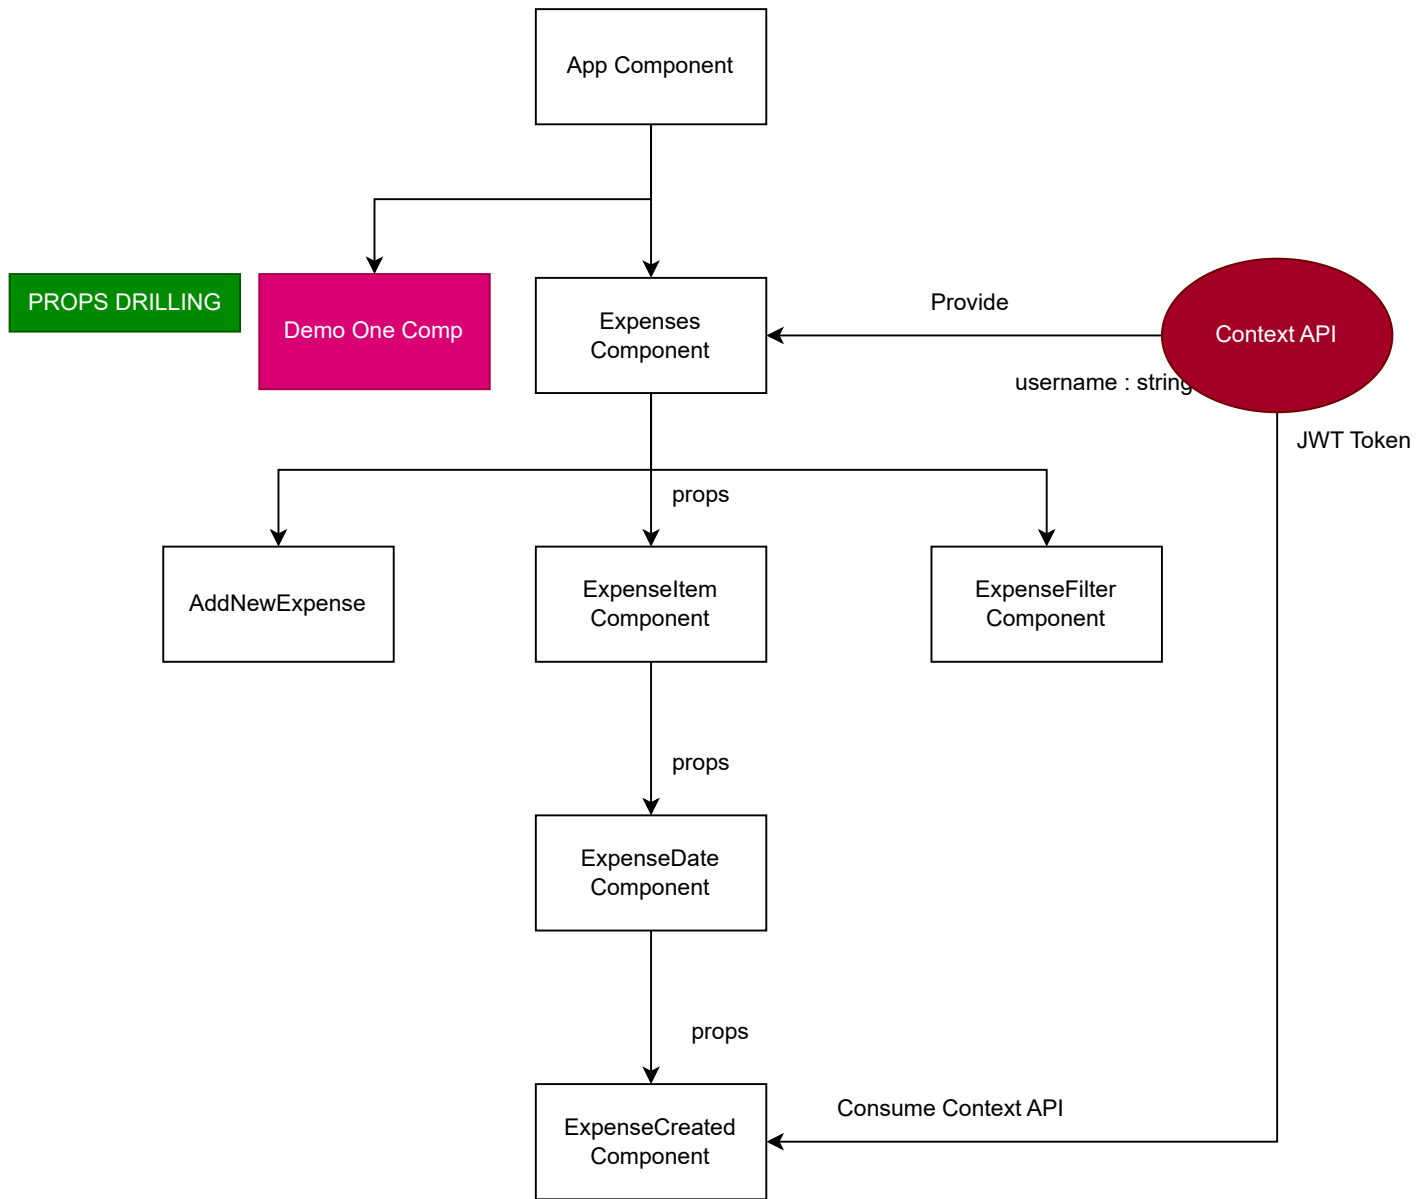 App Component
PROPS DRILLING
Demo One Comp
Expenses
Component
Provide
Context API
username : string
JWT Token
props
AddNewExpense
ExpenseItem
Component
ExpenseFilter
Component
props
ExpenseDate
Component
props
ExpenseCreated
Component
Consume Context API